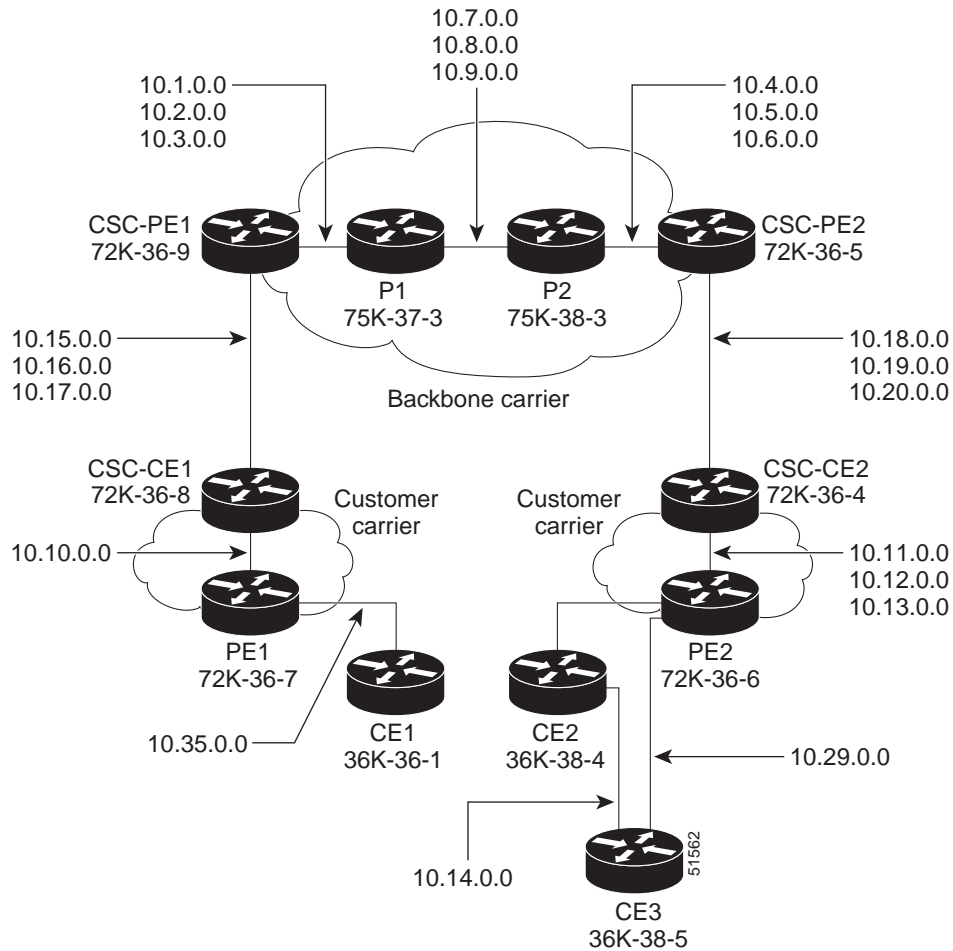 10.7.0.0
10.8.0.0
10.9.0.0
10.1.0.0
10.2.0.0
10.3.0.0
10.4.0.0
10.5.0.0
10.6.0.0
CSC-PE1
72K-36-9
P1
75K-37-3
P2
75K-38-3
CSC-PE2
72K-36-5
10.15.0.0
10.16.0.0
10.17.0.0
Backbone carrier
10.18.0.0
10.19.0.0
10.20.0.0
CSC-CE1
72K-36-8
Customer
carrier
Customer
carrier
CSC-CE2
72K-36-4
10.10.0.0
10.11.0.0
10.12.0.0
10.13.0.0
PE1
72K-36-7
PE2
72K-36-6
CE1
36K-36-1
CE2
36K-38-4
10.35.0.0
10.29.0.0
10.14.0.0
CE3
36K-38-5
51562